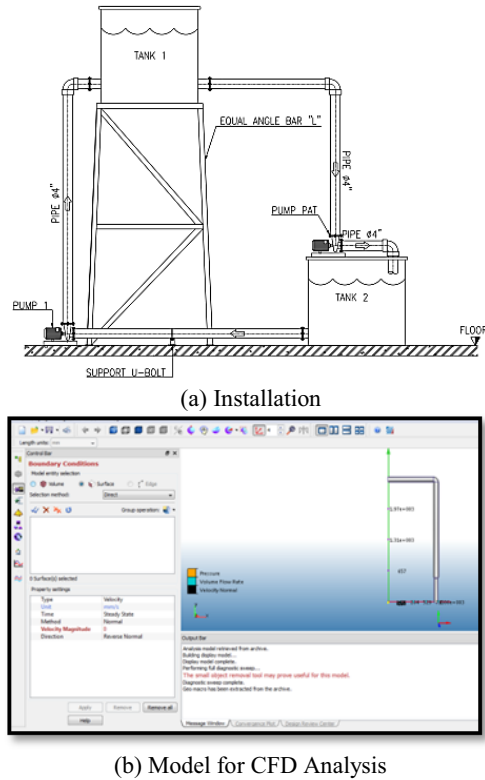 TANK 1
EQUAL ANGLE BAR "L"
PIPE ø4"
PIPE ø4"
PUMP PAT
PIPE ø4"
TANK 2
PUMP 1
FLOOR
SUPPORT U-BOLT
(a) Installation
Length units: mm
Control Bar
Boundary Conditions
Model entity selection
Volume Surface Edge
Selection method: Direct
Group operation:
0 Surface(s) selected
Property settings
Type Velocity
Unit mm/s
Time Steady State
Method Normal
Velocity Magnitude 0
Direction Reverse Normal
Apply Remove Remove all
Help
657
Pressure
Volume Flow Rate
Velocity Normal
Output Bar
Analysis model retrieved from archive.
Building display model...
Display model complete.
Performing full diagnostic sweep...
The small object removal tool may prove useful for this model.
Diagnostic sweep complete.
Geo macro has been extracted from the archive.
Message Window Convergence Plot Design Review Center
(b) Model for CFD Analysis